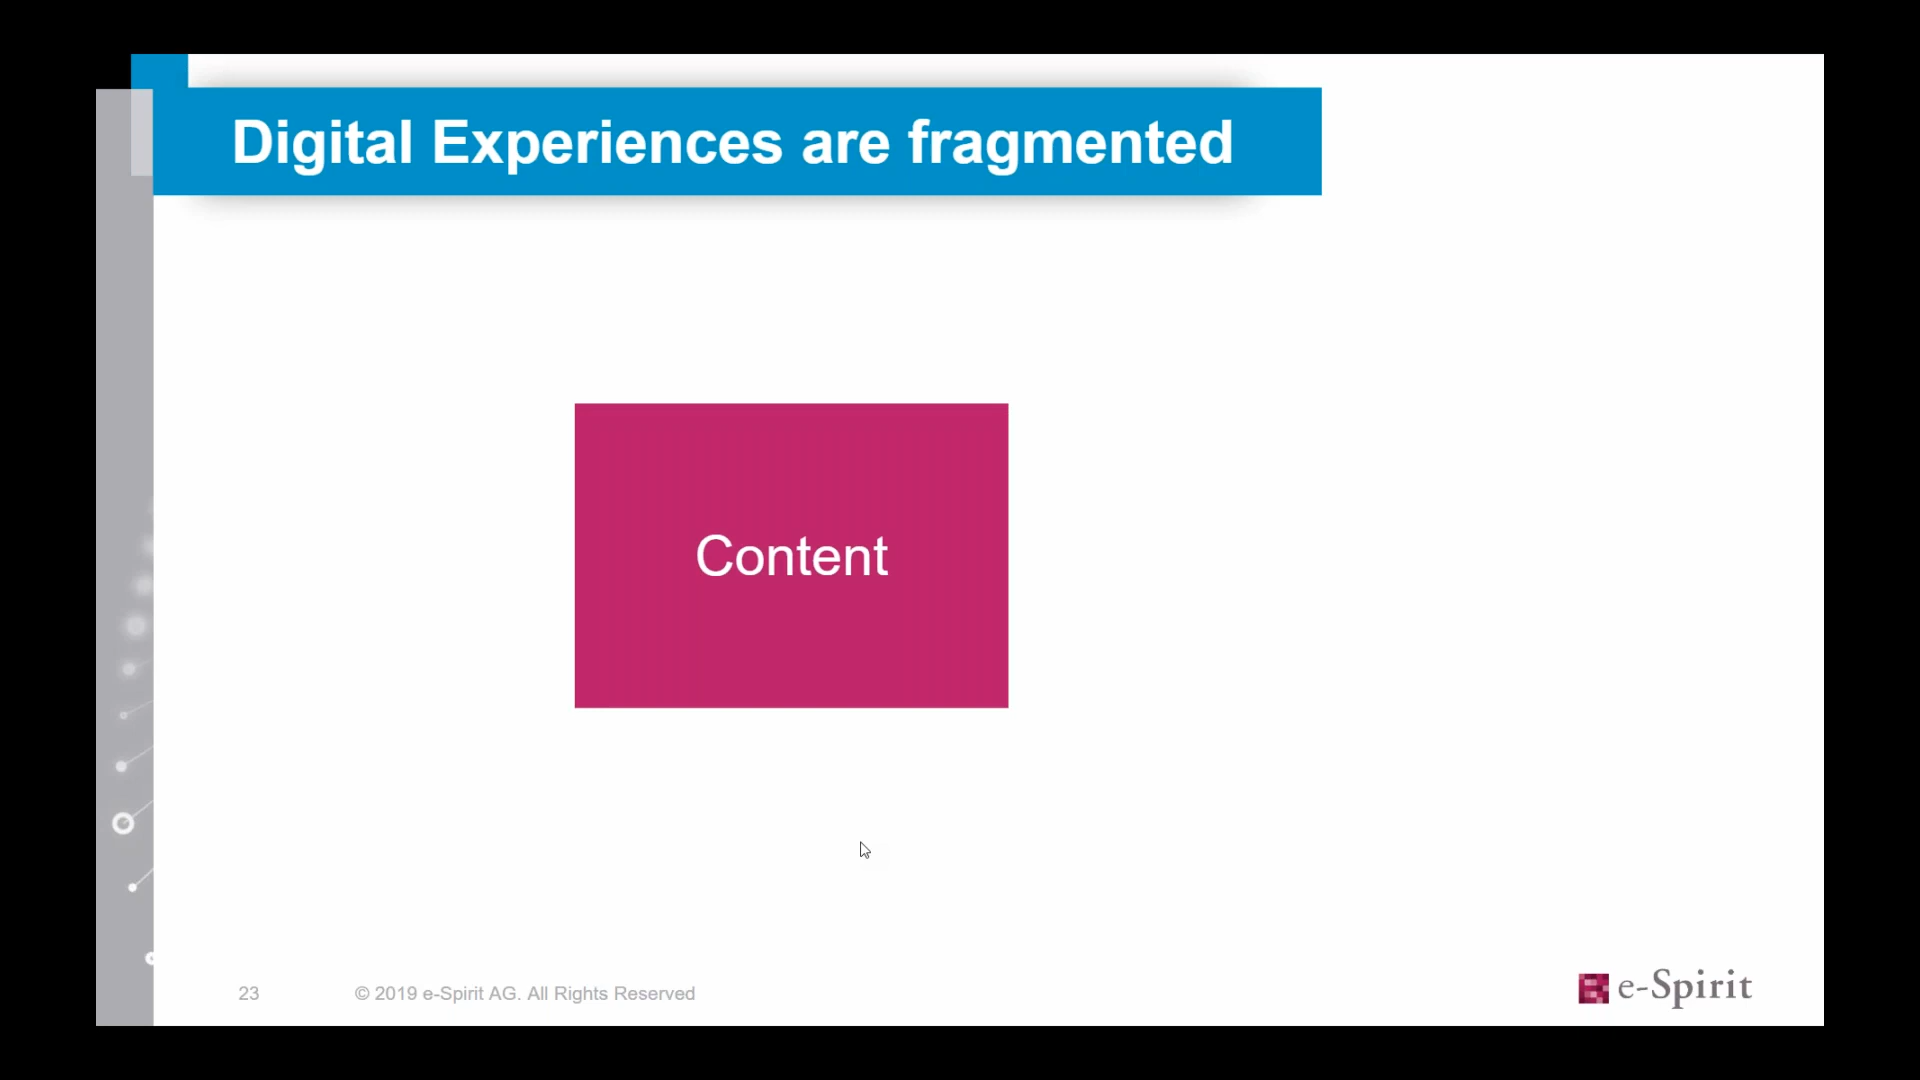 Digital Experiences are fragmented
Content
23
© 2019 e-Spirit AG. All Rights Reserved
e-Spirit